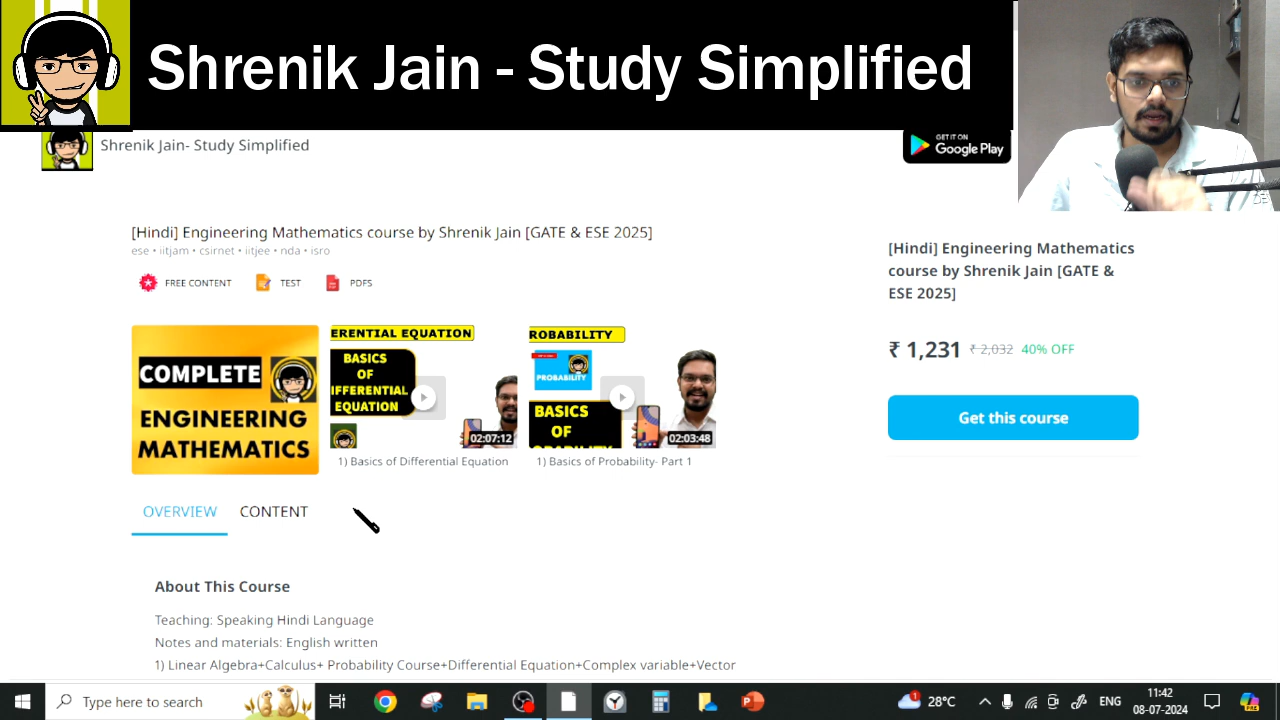 Shrenik Jain - Study Simplified
Shrenik Jain- Study Simplified
GET IT ON
Google Play
[Hindi] Engineering Mathematics course by Shrenik Jain [GATE & ESE 2025]
ese • iitjam • csirnet • iitjee • nda • isro
FREE CONTENT
TEST
PDFS
[Hindi] Engineering Mathematics
course by Shrenik Jain [GATE &
ESE 2025]
₹ 1,231 ₹ 2,032 40% OFF
Get this course
COMPLETE
ENGINEERING
MATHEMATICS
ERENTIAL EQUATION
BASICS
OF
IFFERENTIAL
EQUATION
02:07:12
1) Basics of Differential Equation
ROBABILITY
PROBABILITY
BASICS
OF
02:03:48
1) Basics of Probability- Part 1
OVERVIEW
CONTENT
About This Course
Teaching: Speaking Hindi Language
Notes and materials: English written
1) Linear Algebra+Calculus+ Probability Course+Differential Equation+Complex variable+Vector
Type here to search
1
28°C
ENG
11:42
08-07-2024
PRE